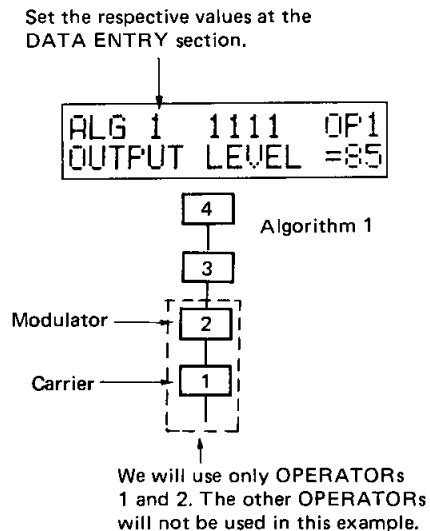 Set the respective values at the
DATA ENTRY section.
ALG 1 1111 OP1
OUTPUT LEVEL =85
4
Algorithm 1
3
Modulator
2
Carrier
1
We will use only OPERATORs
1 and 2. The other OPERATORs
will not be used in this example.